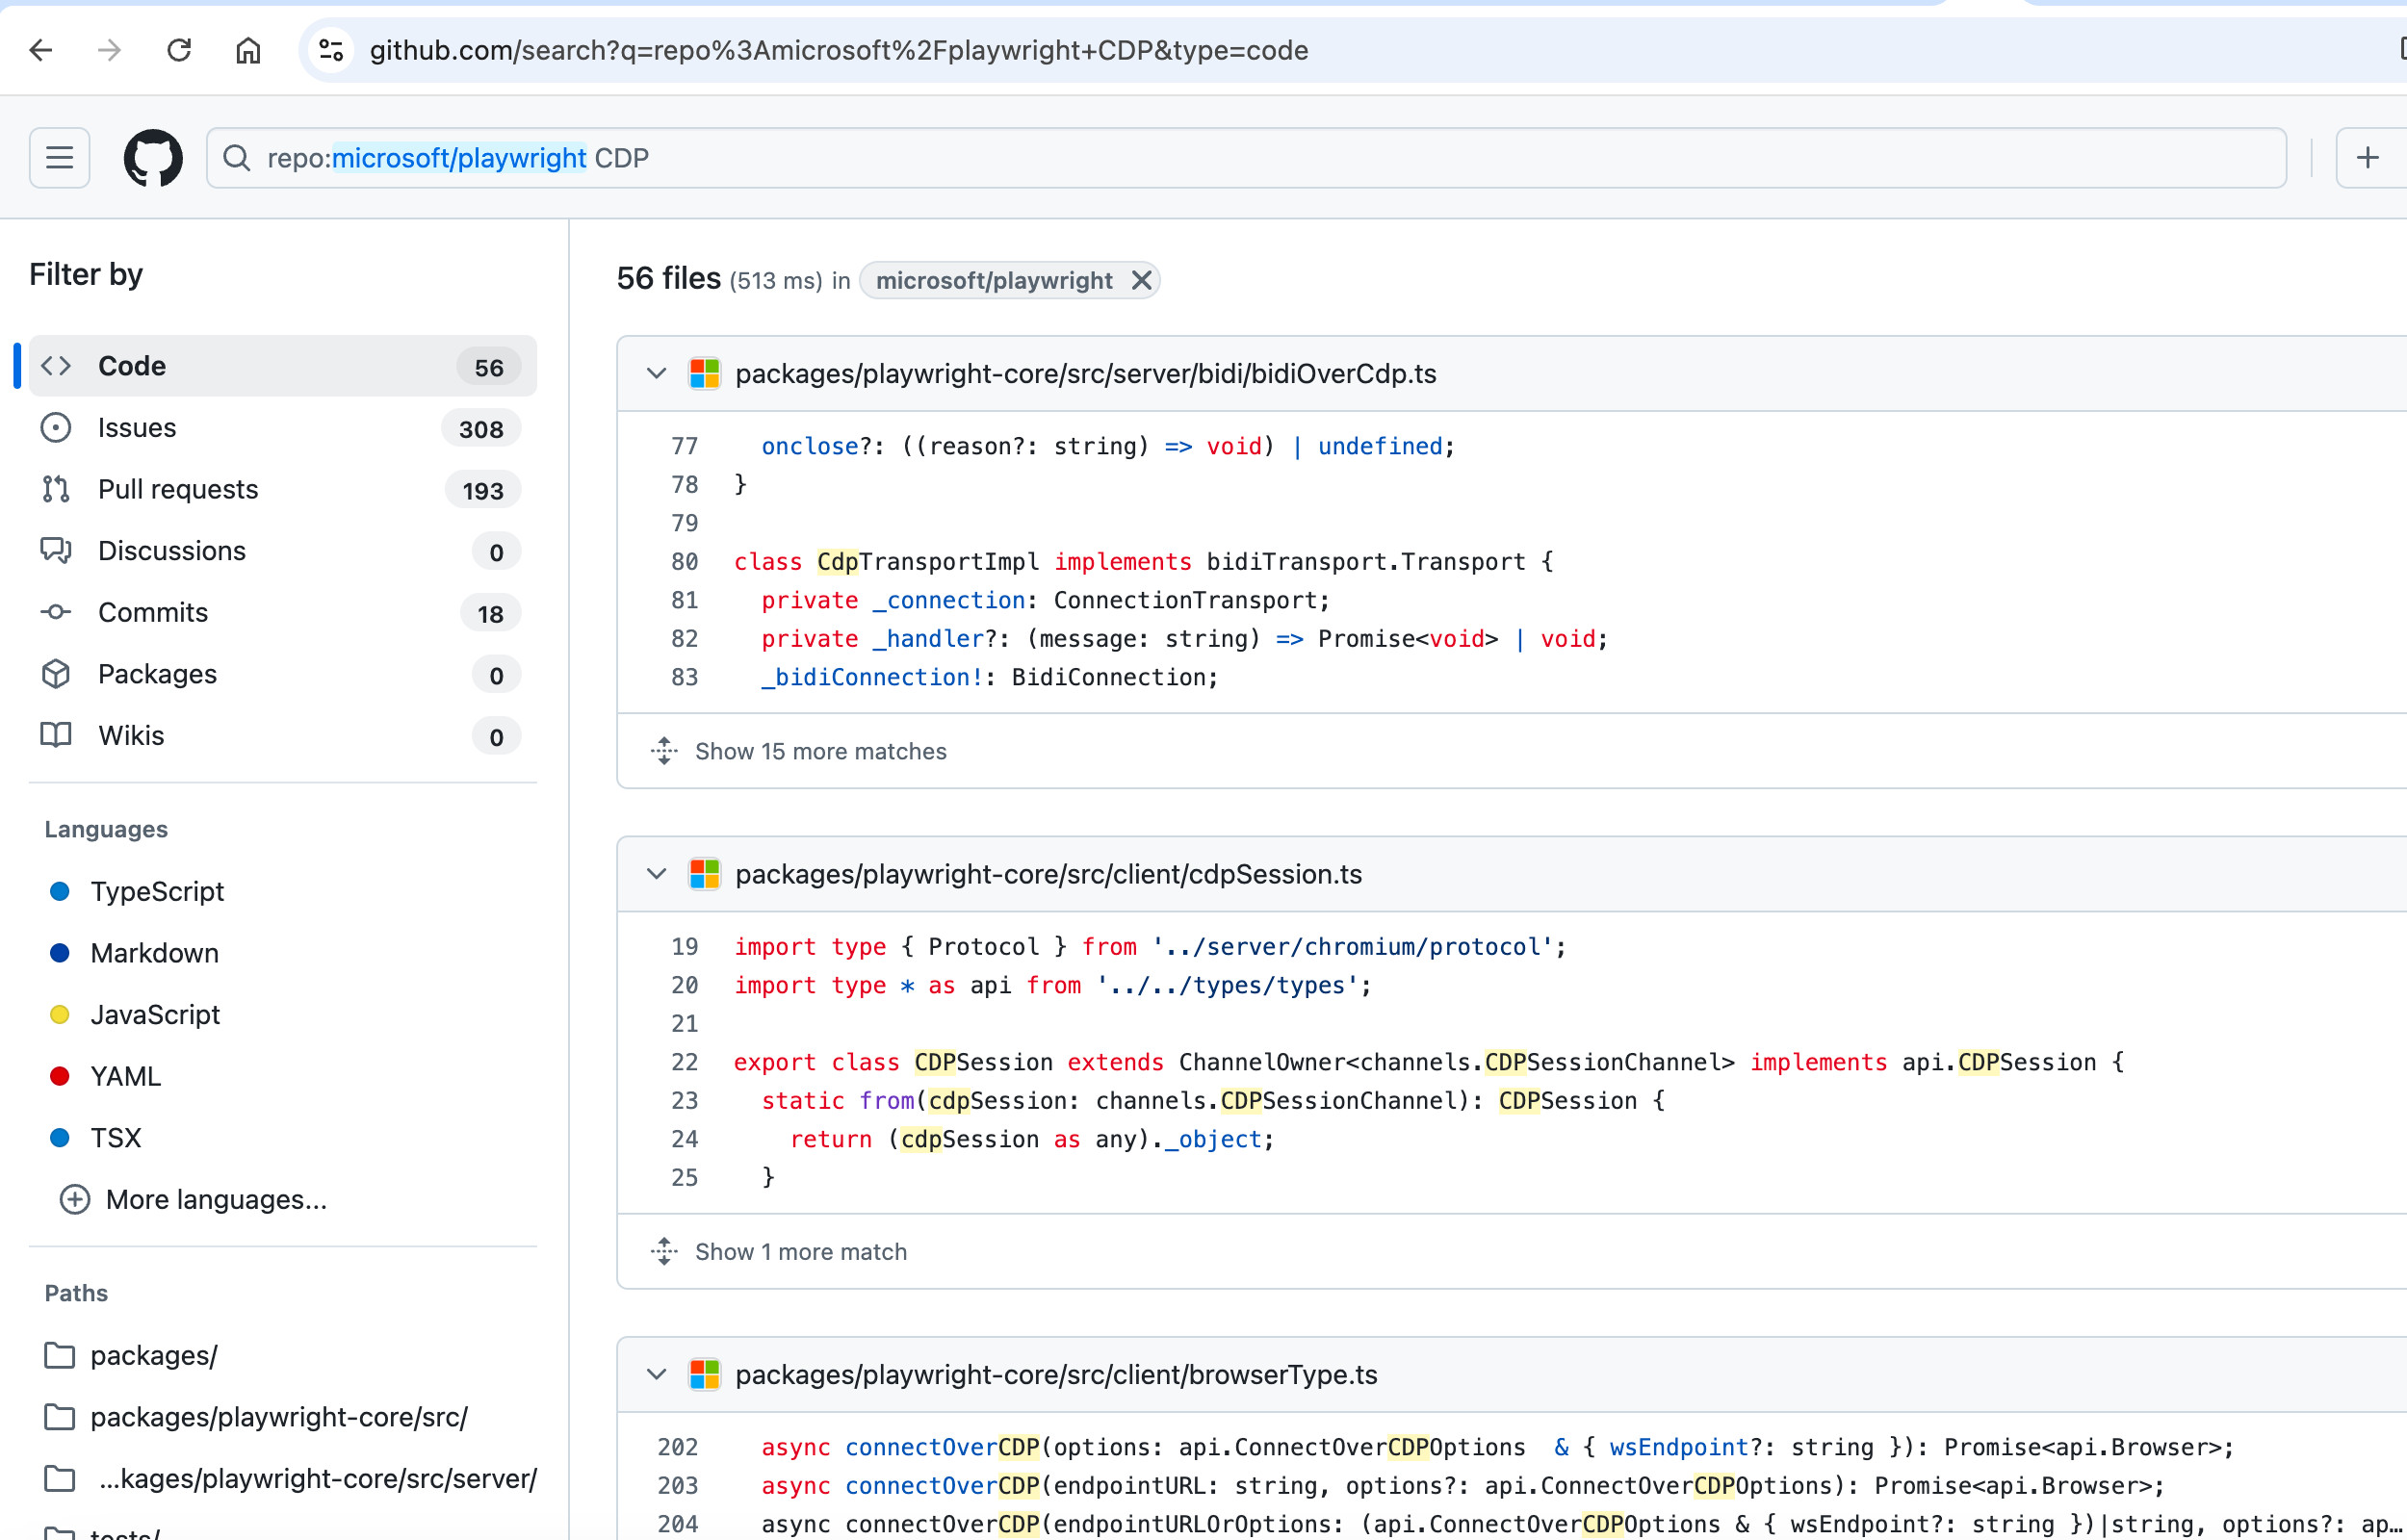 github.com/search?q=repo%3Amicrosoft%2Fplaywright+CDP&type=code
repo:microsoft/playwright CDP
Filter by
Code 56
Issues 308
Pull requests 193
Discussions 0
Commits 18
Packages 0
Wikis 0
Languages
TypeScript
Markdown
JavaScript
YAML
TSX
More languages...
Paths
packages/
packages/playwright-core/src/
...kages/playwright-core/src/server/
tests/
56 files (513 ms) in microsoft/playwright
packages/playwright-core/src/server/bidi/bidiOverCdp.ts
77 onclose?: ((reason?: string) => void) | undefined;
78 }
79
80 class CdpTransportImpl implements bidiTransport.Transport {
81 private _connection: ConnectionTransport;
82 private _handler?: (message: string) => Promise<void> | void;
83 _bidiConnection!: BidiConnection;
Show 15 more matches
packages/playwright-core/src/client/cdpSession.ts
19 import type { Protocol } from '../server/chromium/protocol';
20 import type * as api from '../../types/types';
21
22 export class CDPSession extends ChannelOwner<channels.CDPSessionChannel> implements api.CDPSession {
23 static from(cdpSession: channels.CDPSessionChannel): CDPSession {
24 return (cdpSession as any)._object;
25 }
Show 1 more match
packages/playwright-core/src/client/browserType.ts
202 async connectOverCDP(options: api.ConnectOverCDPOptions & { wsEndpoint?: string }): Promise<api.Browser>;
203 async connectOverCDP(endpointURL: string, options?: api.ConnectOverCDPOptions): Promise<api.Browser>;
204 async connectOverCDP(endpointURLOrOptions: (api.ConnectOverCDPOptions & { wsEndpoint?: string })|string, options?: ap.